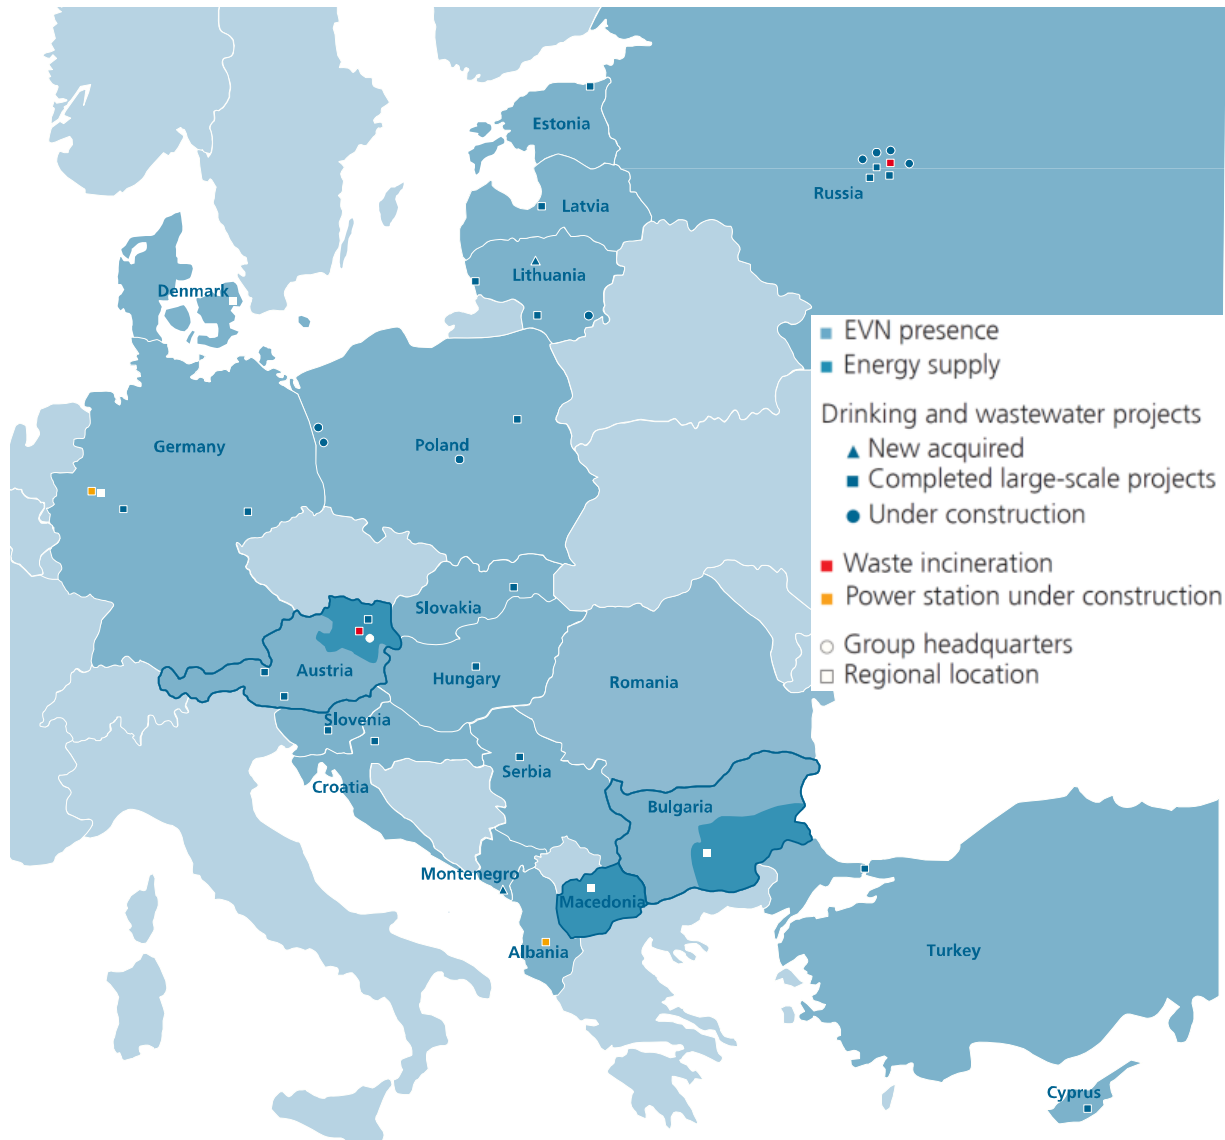 Estonia
Russia
Latvia
Lithuania
Denmark
EVN presence
Energy supply
Drinking and wastewater projects
New acquired
Completed large-scale projects
Under construction
Waste incineration
Power station under construction
Group headquarters
Regional location
Germany
Poland
Slovakia
Austria
Hungary
Romania
Slovenia
Serbia
Croatia
Bulgaria
Montenegro
Macedonia
Albania
Turkey
Cyprus